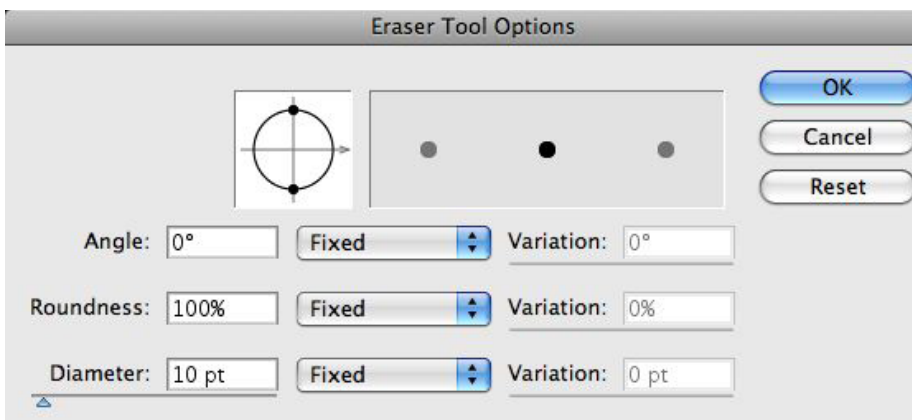 Eraser Tool Options
OK
Cancel
Reset
Angle: 0° Fixed Variation: 0°
Roundness: 100% Fixed Variation: 0%
Diameter: 10 pt Fixed Variation: 0 pt